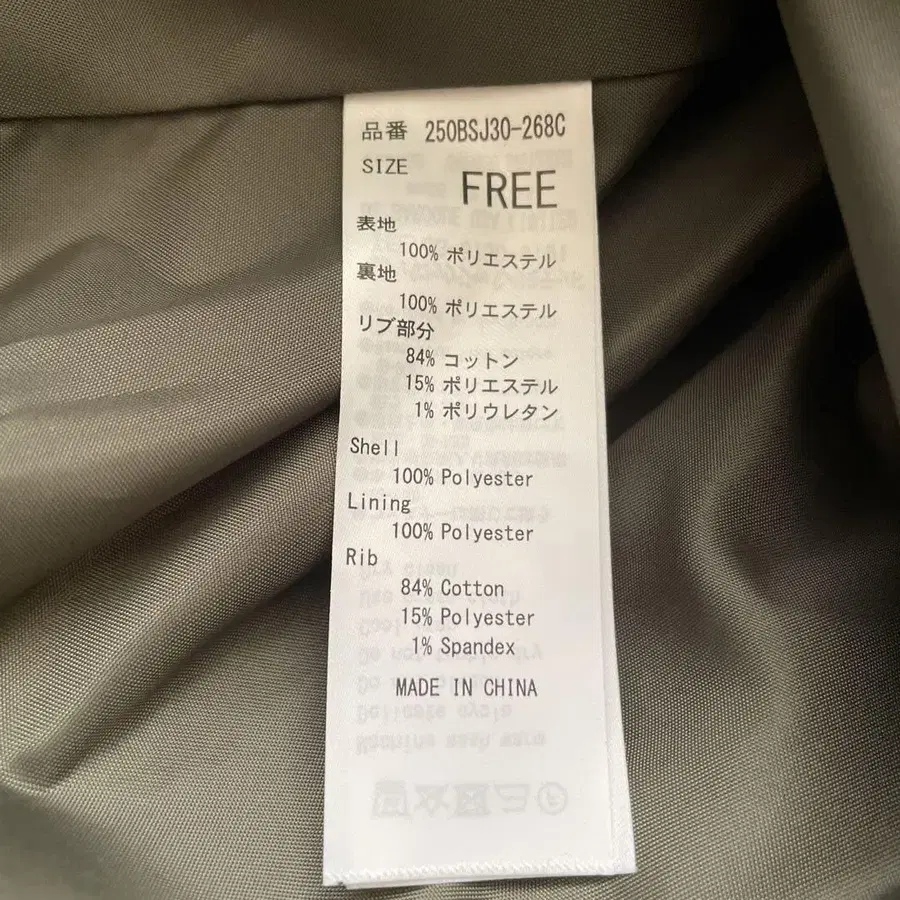 品番 250BSJ30-268C
SIZE
FREE
表地
100% ポリエステル
裏地
100% ポリエステル
リブ部分
84% コットン
15% ポリエステル
1% ポリウレタン
Shell
100% Polyester
Lining
100% Polyester
Rib
84% Cotton
15% Polyester
1% Spandex
MADE IN CHINA